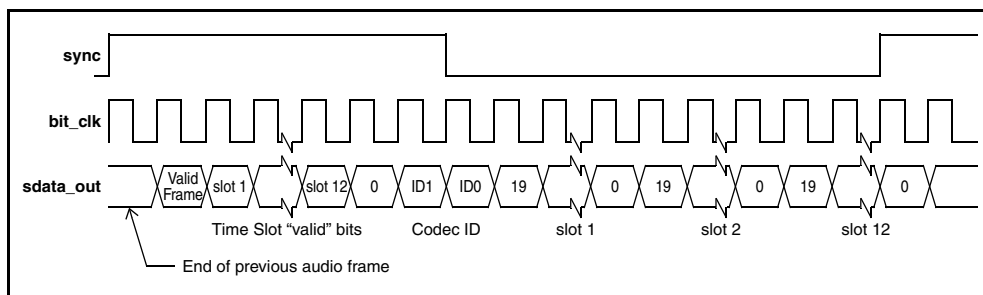 sync
bit_clk
sdata_out
Valid Frame slot 1 slot 12 0 ID1 ID0 19 0 19 0 19 0
Time Slot “valid” bits Codec ID slot 1 slot 2 slot 12
End of previous audio frame